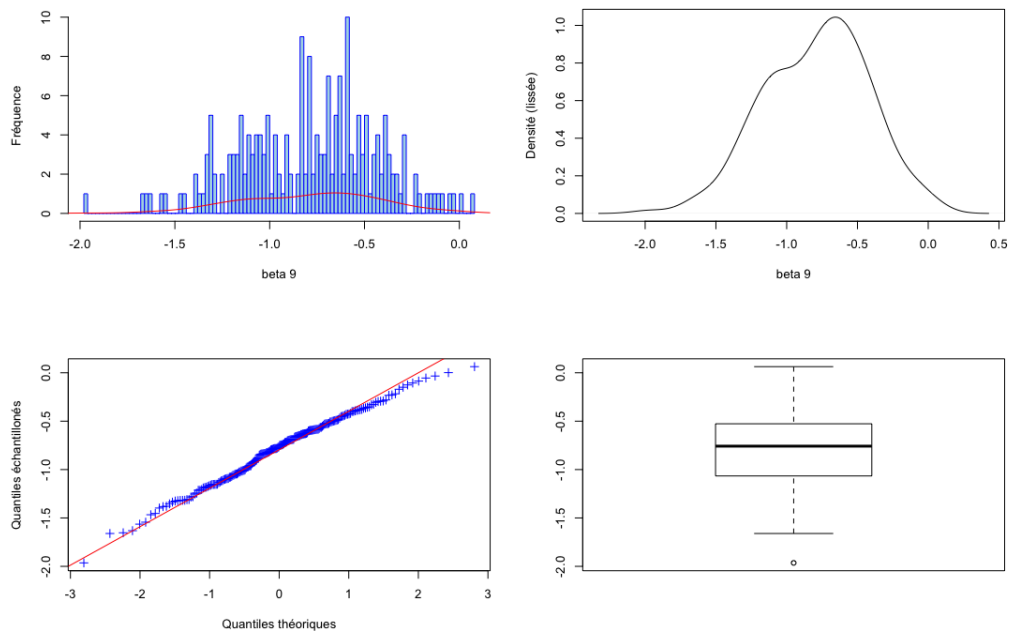 Fréquence
0 2 4 6 8 10
-2.0 -1.5 -1.0 -0.5 0.0
beta 9
Densité (lissée)
0.0 0.2 0.4 0.6 0.8 1.0
-2.0 -1.5 -1.0 -0.5 0.0 0.5
beta 9
Quantiles échantillonés
-2.0 -1.5 -1.0 -0.5 0.0
-3 -2 -1 0 1 2 3
Quantiles théoriques
-2.0 -1.5 -1.0 -0.5 0.0